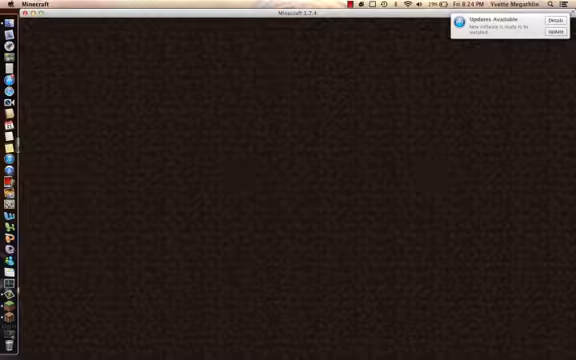 Minecraft
19%
Fri 8:24 PM
Yvette Megathlin
Minecraft 1.7.4
Updates Available
Details
New software is ready to be
installed.
Update